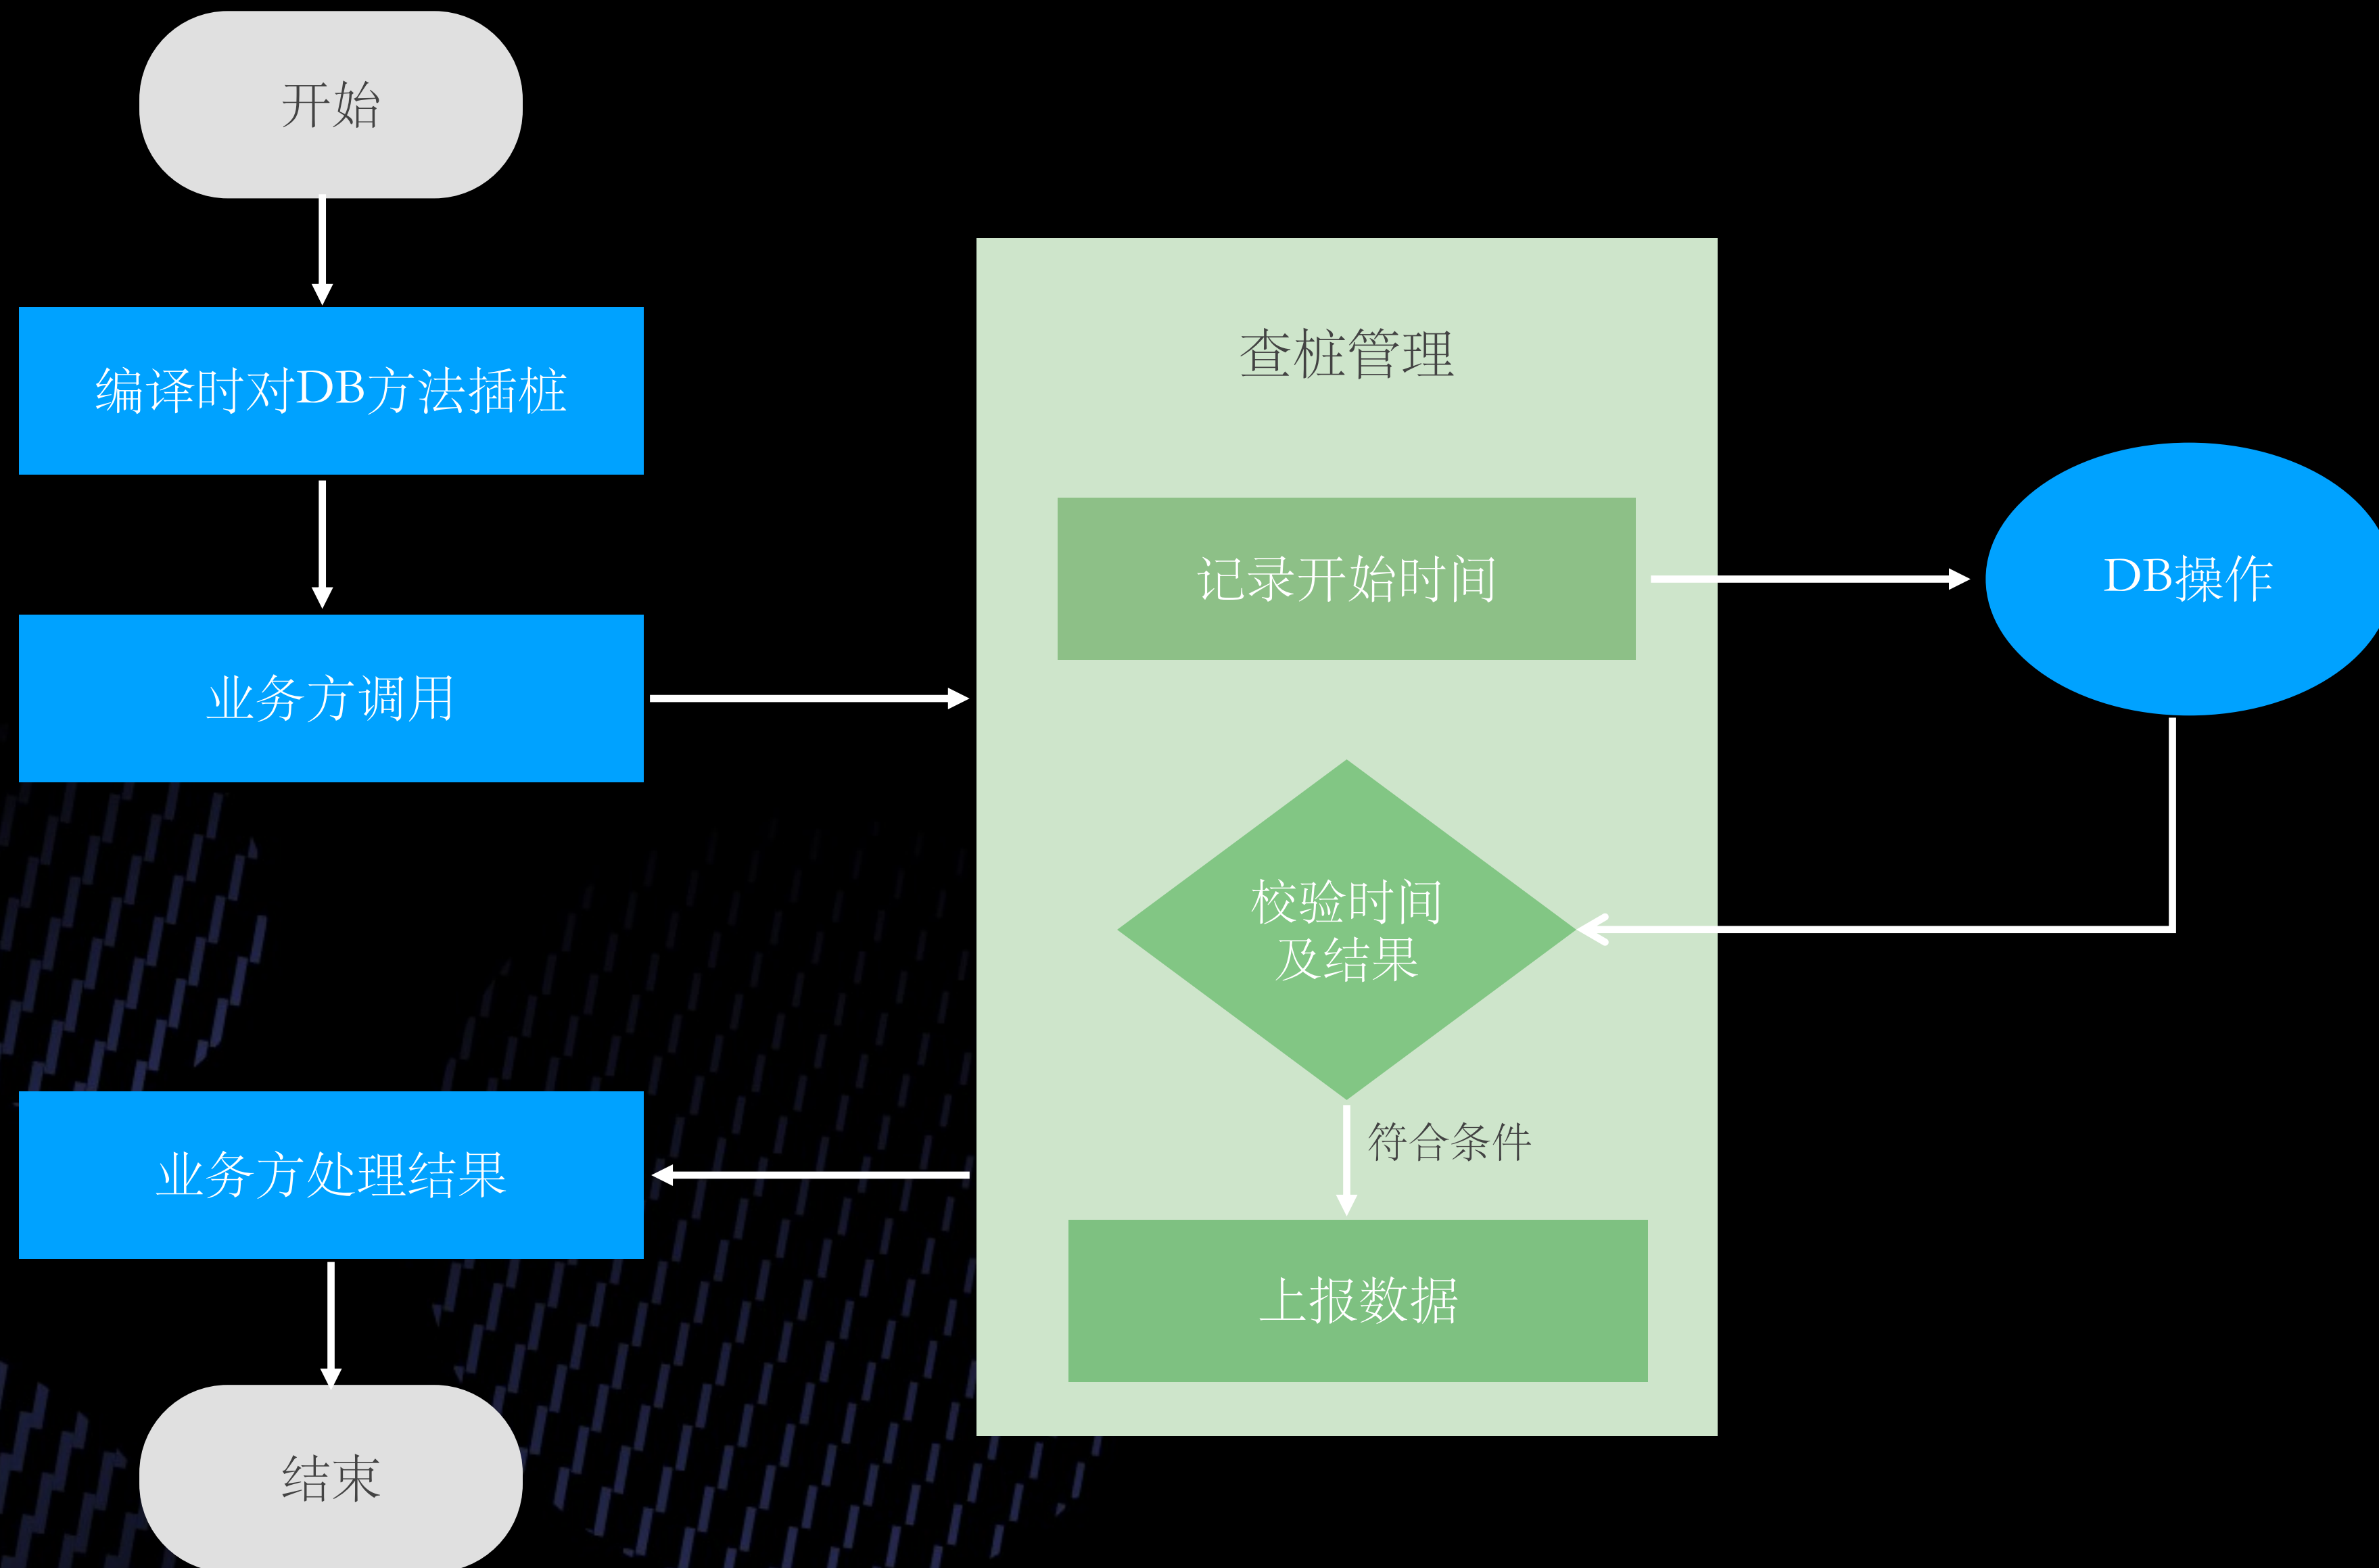 开始
编译时对DB方法插桩
业务方调用
查桩管理
记录开始时间
DB操作
校验时间
及结果
符合条件
上报数据
业务方处理结果
结束